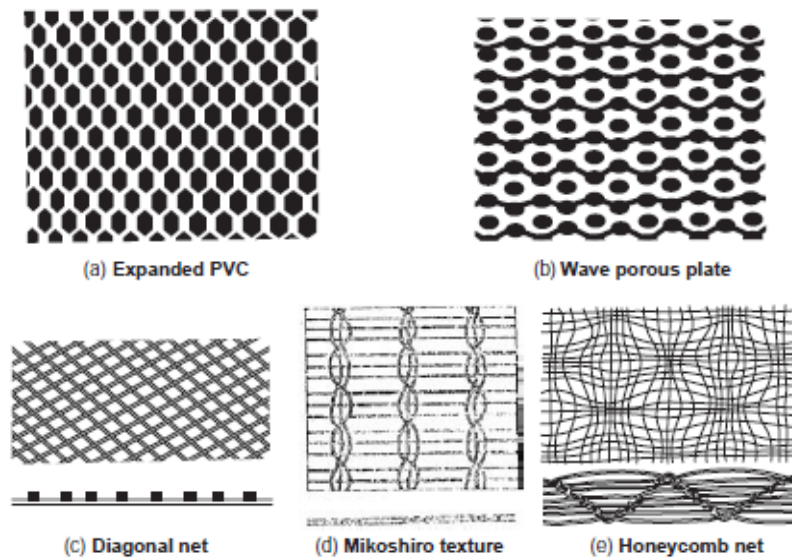 (a) Expanded PVC
(b) Wave porous plate
(c) Diagonal net
(d) Mikoshiro texture
(e) Honeycomb net